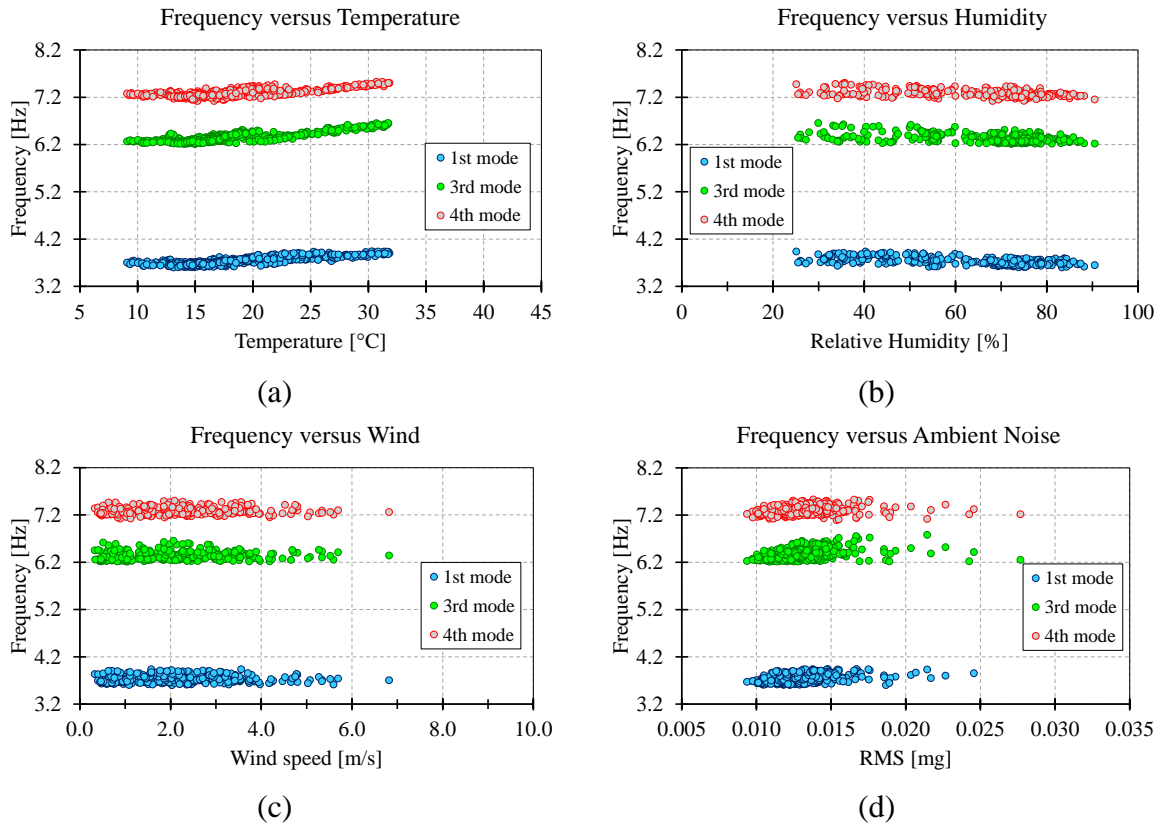 Frequency versus Temperature
Frequency [Hz]
8.2
7.2
6.2
5.2
4.2
3.2
5 10 15 20 25 30 35 40 45
Temperature [°C]
1st mode
3rd mode
4th mode
(a)
Frequency versus Humidity
Frequency [Hz]
8.2
7.2
6.2
5.2
4.2
3.2
0 20 40 60 80 100
Relative Humidity [%]
1st mode
3rd mode
4th mode
(b)
Frequency versus Wind
Frequency [Hz]
8.2
7.2
6.2
5.2
4.2
3.2
0.0 2.0 4.0 6.0 8.0 10.0
Wind speed [m/s]
1st mode
3rd mode
4th mode
(c)
Frequency versus Ambient Noise
Frequency [Hz]
8.2
7.2
6.2
5.2
4.2
3.2
0.005 0.010 0.015 0.020 0.025 0.030 0.035
RMS [mg]
1st mode
3rd mode
4th mode
(d)